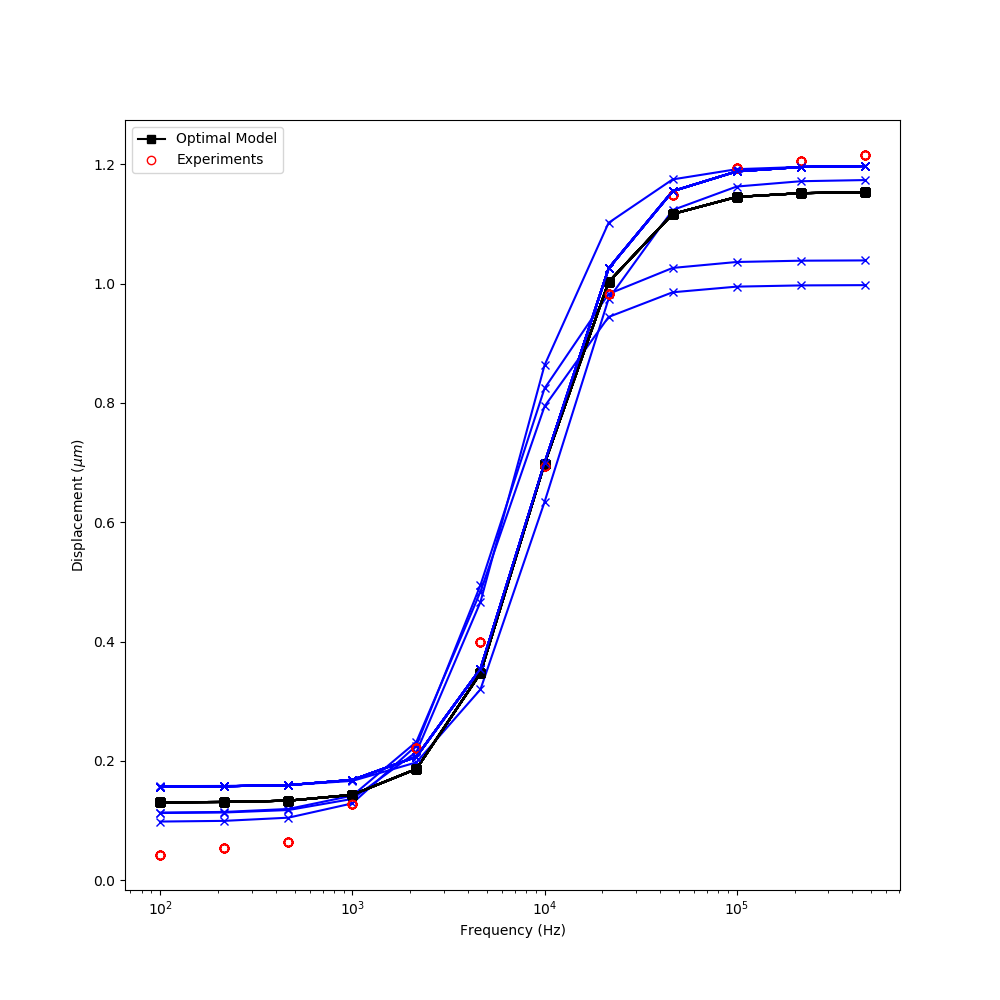 Optimal Model
Experiments
1.2
1.0
0.8
0.6
0.4
0.2
0.0
Displacement (μm)
10² 10³ 10⁴ 10⁵
Frequency (Hz)